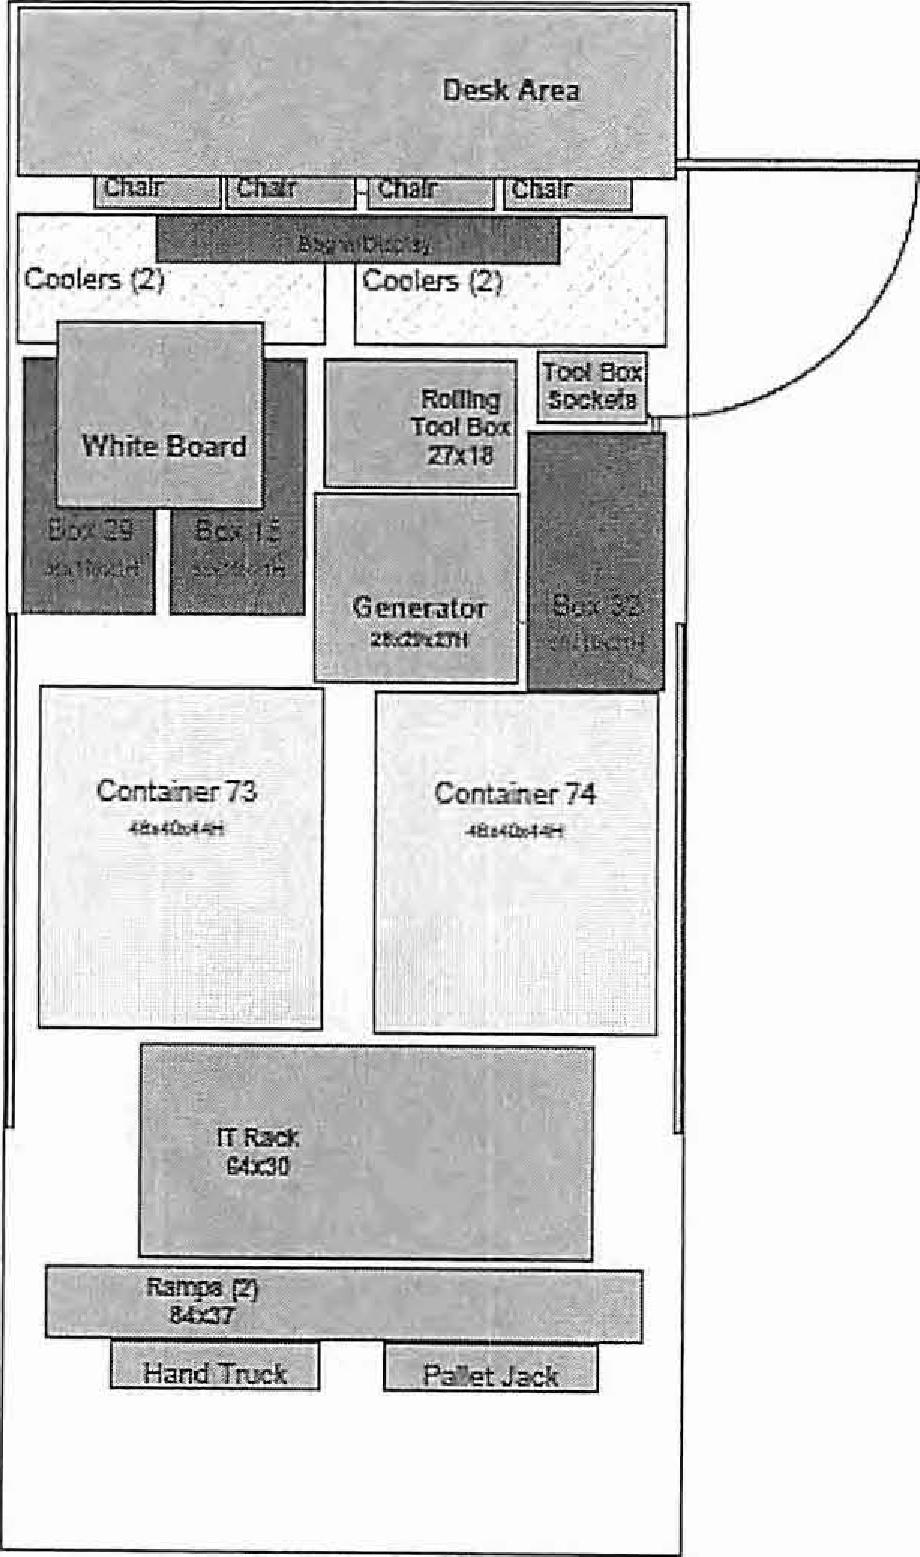 Desk Area
Chair
Chair
Chair
Chair
Display
Coolers (2)
Coolers (2)
White Board
Rolling
Tool Box
27x18
Tool Box
Sockets
Box 29
Box 15
Generator
28x29x27H
Box 32
Container 73
48x40x44H
Container 74
48x40x44H
IT Rack
64x30
Ramps (2)
84x37
Hand Truck
Pallet Jack